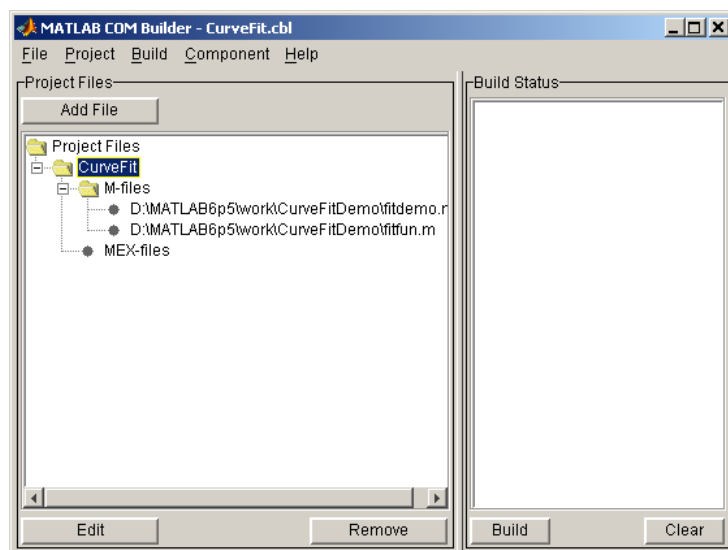 MATLAB COM Builder - CurveFit.cbl
File Project Build Component Help
Project Files
Add File
Project Files
CurveFit
M-files
D:\MATLAB6p5\work\CurveFitDemo\fitdemo.r
D:\MATLAB6p5\work\CurveFitDemo\fitfun.m
MEX-files
Edit
Remove
Build Status
Build
Clear